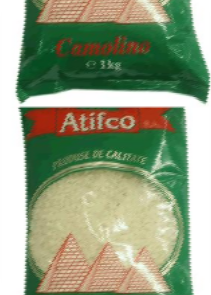 Camolino
℮ 1kg
Atifco
PRODUSE DE CALITATE